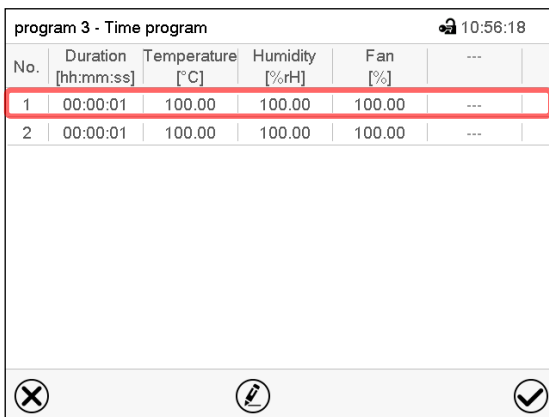 program 3 - Time program 10:56:18
No. Duration [hh:mm:ss] Temperature [°C] Humidity [%rH] Fan [%] ---
1 00:00:01 100.00 100.00 100.00 ---
2 00:00:01 100.00 100.00 100.00 ---